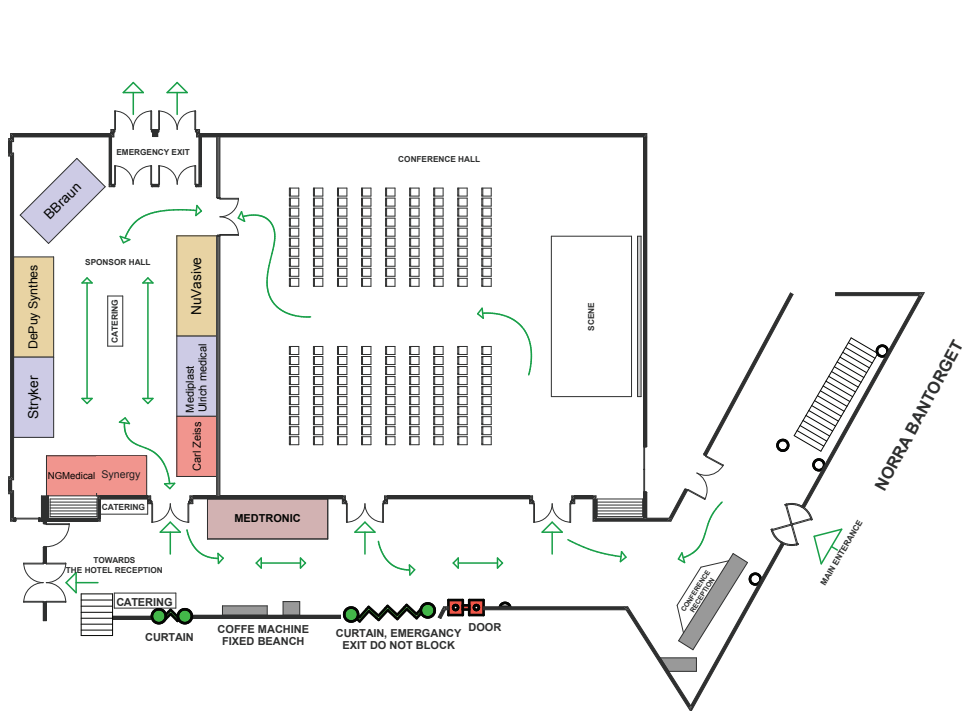 EMERGENCY EXIT
CONFERENCE HALL
BBraun
SPONSOR HALL
DePuy Synthes
CATERING
NuVasive
SCENE
Stryker
Mediplast
Ulrich medical
Carl Zeiss
NGMedical
Synergy
CATERING
MEDTRONIC
NORRA BANTORGET
TOWARDS
THE HOTEL RECEPTION
MAIN ENTERANCE
CONFERENCE
RECEPTION
CATERING
CURTAIN
COFFE MACHINE
FIXED BEANCH
CURTAIN, EMERGANCY
EXIT DO NOT BLOCK
DOOR